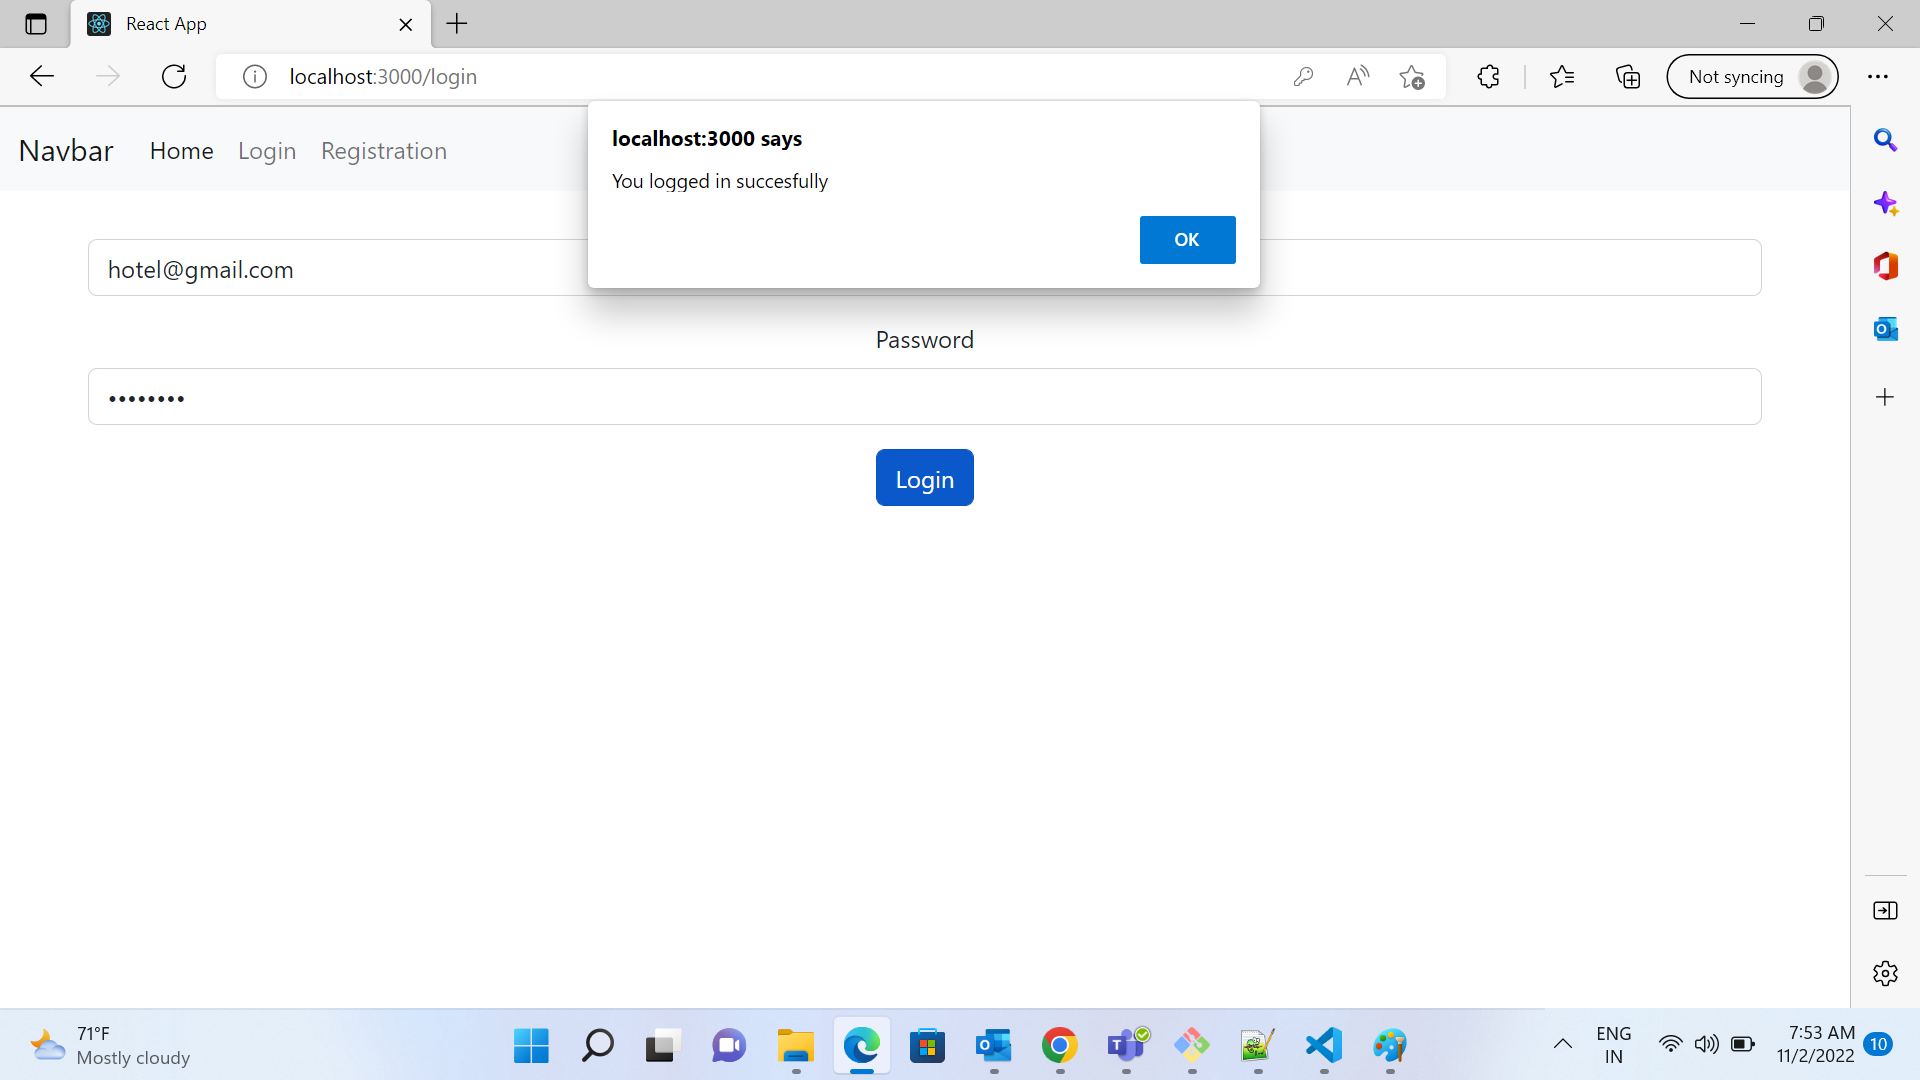 React App
localhost:3000/login
Not syncing
Navbar Home Login Registration
localhost:3000 says
You logged in succesfully
OK
hotel@gmail.com
Password
••••••••
Login
71°F
Mostly cloudy
ENG
IN
7:53 AM
11/2/2022
10